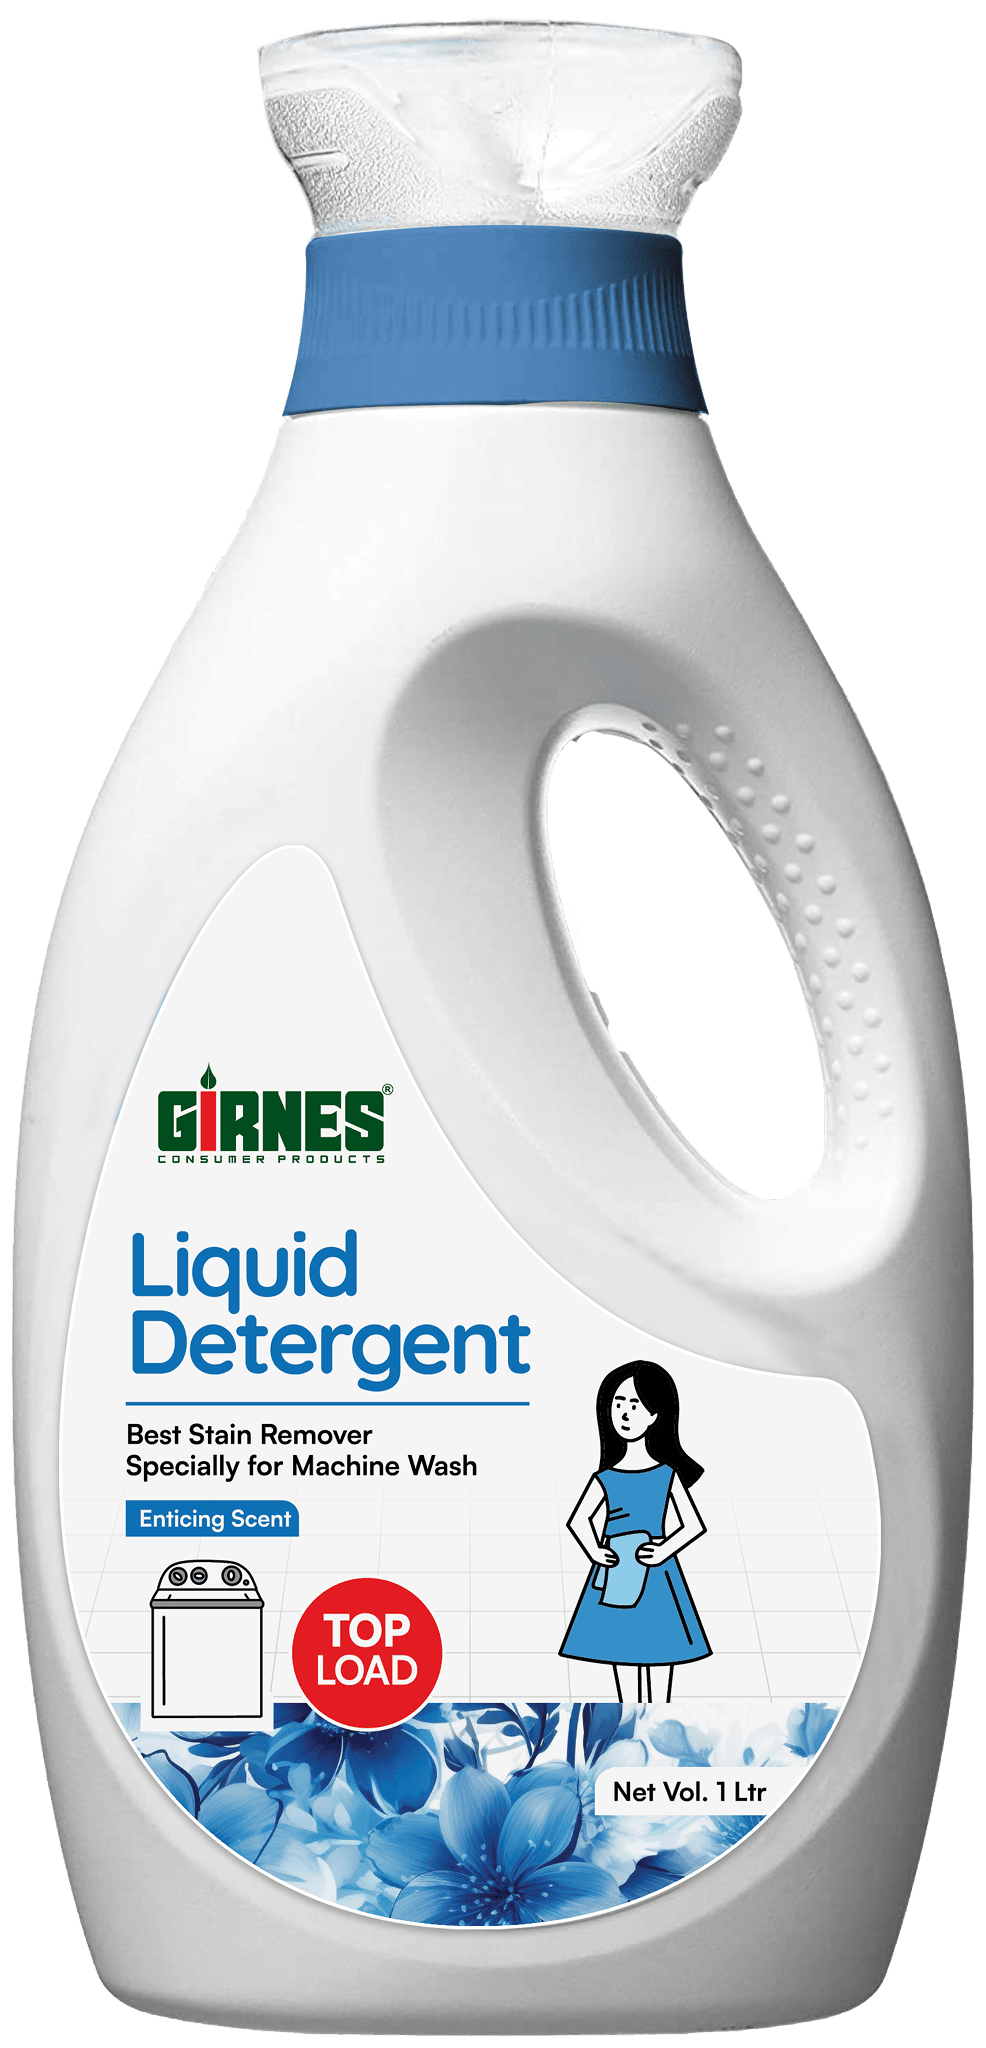 GIRNES®
CONSUMER PRODUCTS
Liquid
Detergent
Best Stain Remover
Specially for Machine Wash
Enticing Scent
TOP
LOAD
Net Vol. 1 Ltr